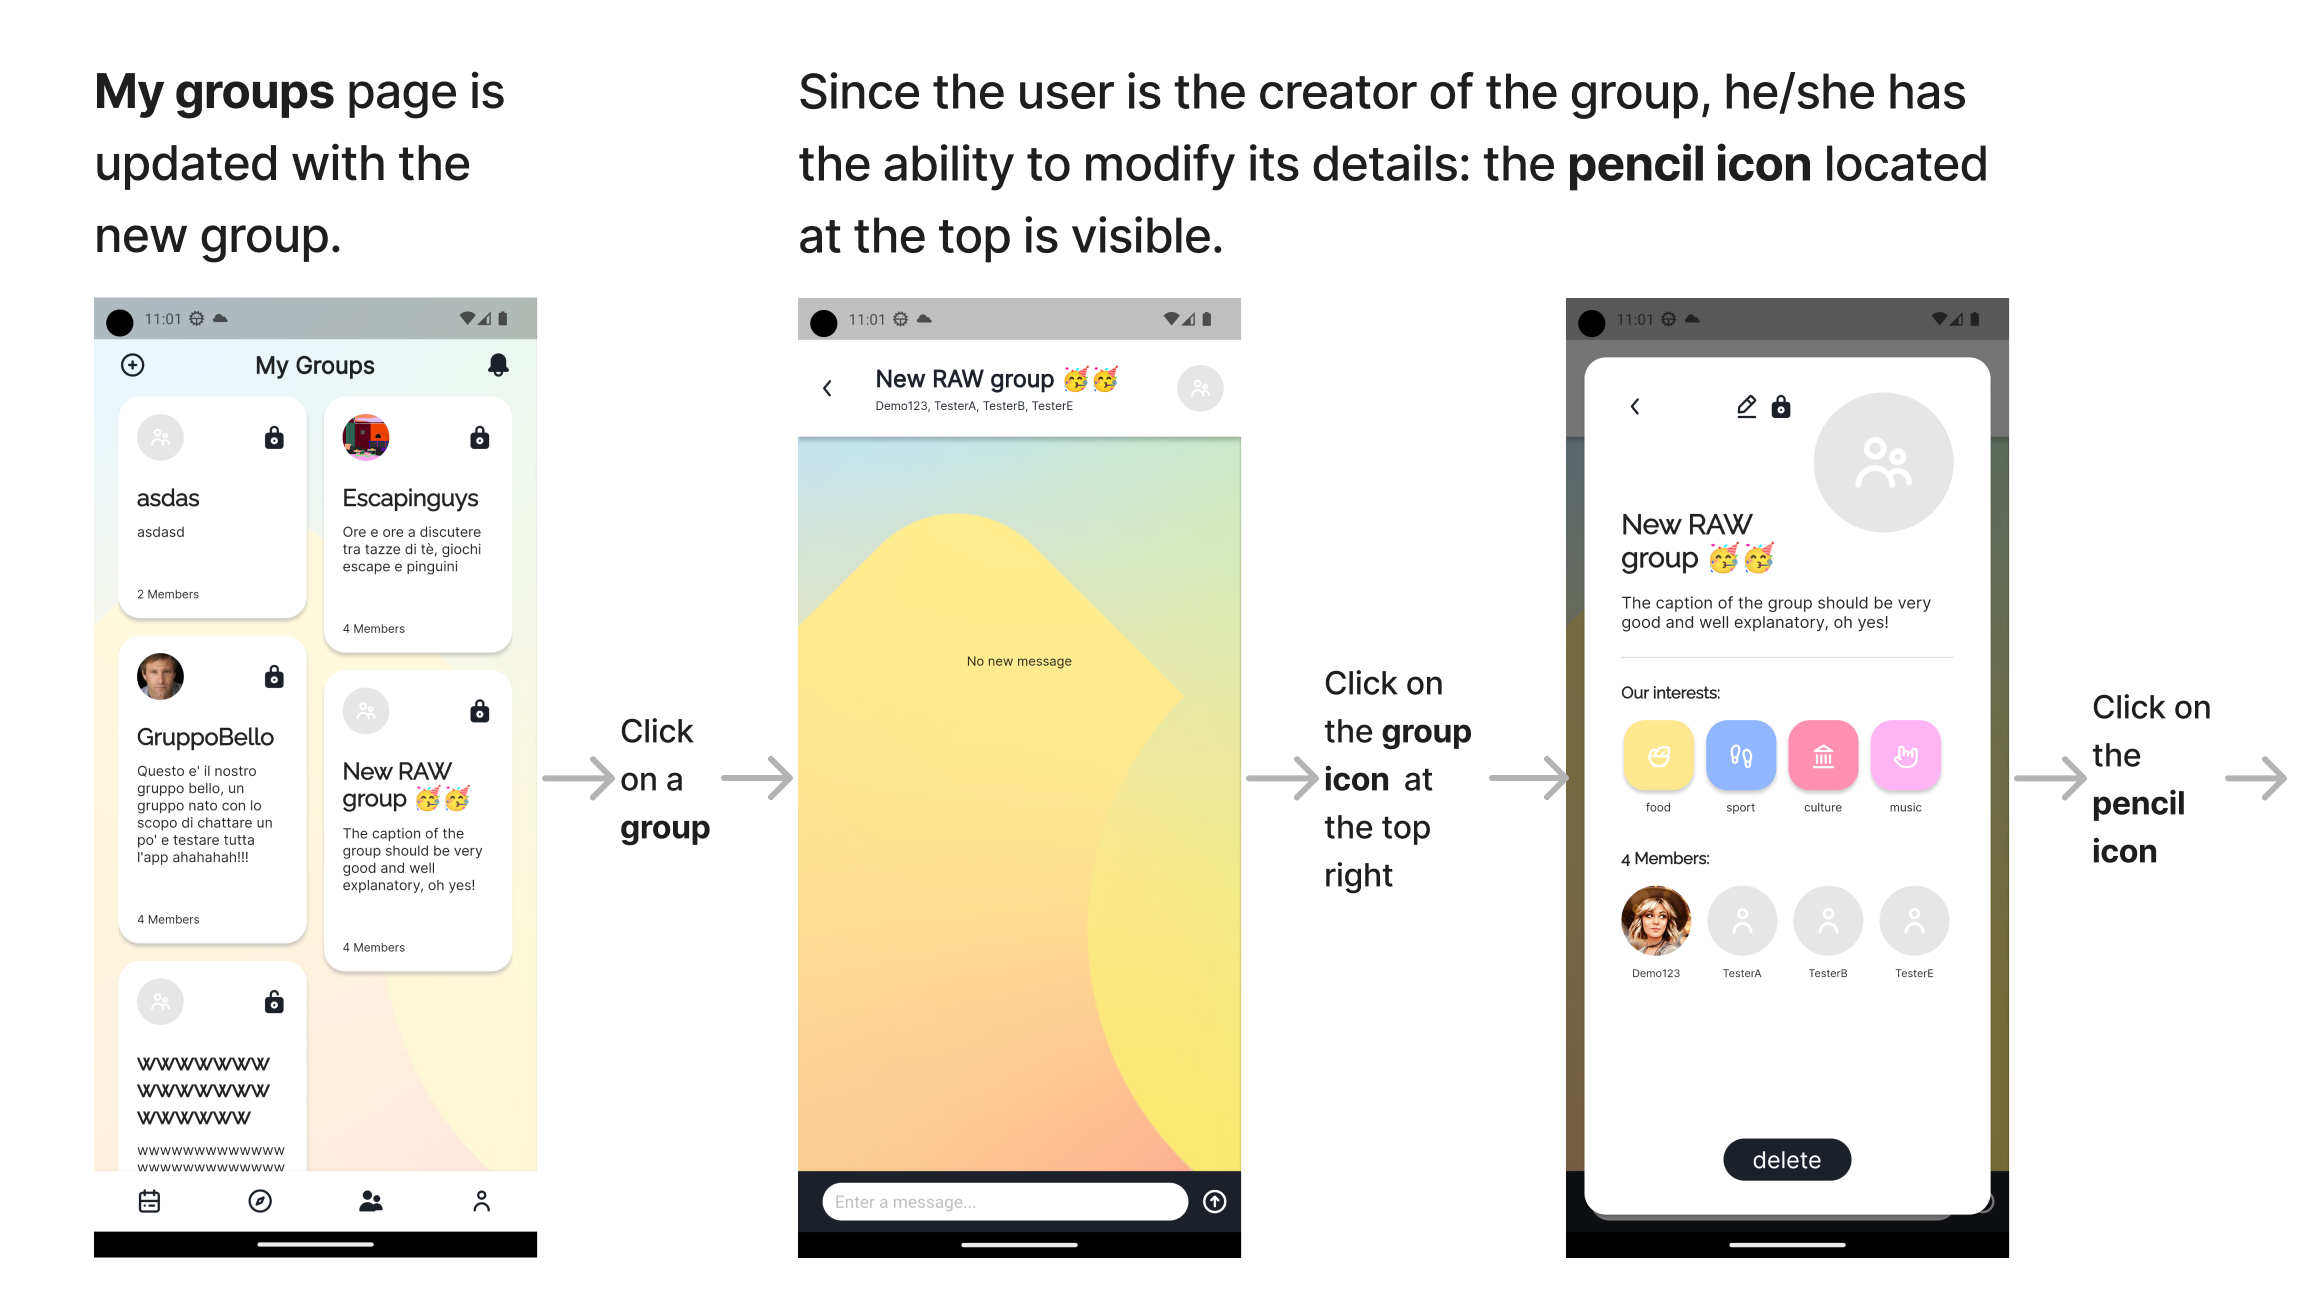 My groups page is
updated with the
new group.
Since the user is the creator of the group, he/she has
the ability to modify its details: the pencil icon located
at the top is visible.
11:01
My Groups
asdas
asdasd
2 Members
Escapinguys
Ore e ore a discutere
tra tazze di tè, giochi
escape e pinguini
4 Members
GruppoBello
Questo e' il nostro
gruppo bello, un
gruppo nato con lo
scopo di chattare un
po' e testare tutta
l'app ahahahah!!!
4 Members
New RAW
group 🥳🥳
The caption of the
group should be very
good and well
explanatory, oh yes!
4 Members
WWWWWWW
WWWWWWW
WWWWWW
wwwwwwwwwwwww
wwwwwwwwwwwww
Click
on a
group
11:01
New RAW group 🥳🥳
Demo123, TesterA, TesterB, TesterE
No new message
Enter a message...
Click on
the group
icon at
the top
right
11:01
New RAW
group 🥳🥳
The caption of the group should be very
good and well explanatory, oh yes!
Our interests:
food sport culture music
4 Members:
Demo123 TesterA TesterB TesterE
delete
Click on
the
pencil
icon